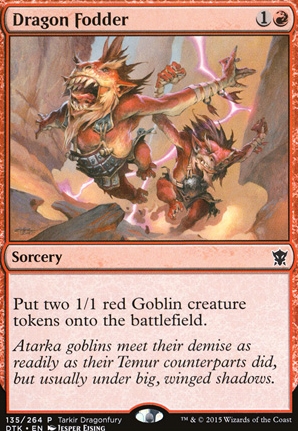 Dragon Fodder 1
Sorcery
Put two 1/1 red Goblin creature
tokens onto the battlefield.
Atarka goblins meet their demise as
readily as their Temur counterparts did,
but usually under big, winged shadows.
135/264 P Tarkir Dragonfury
DTK • EN Jesper Ejsing ™ & © 2015 Wizards of the Coast